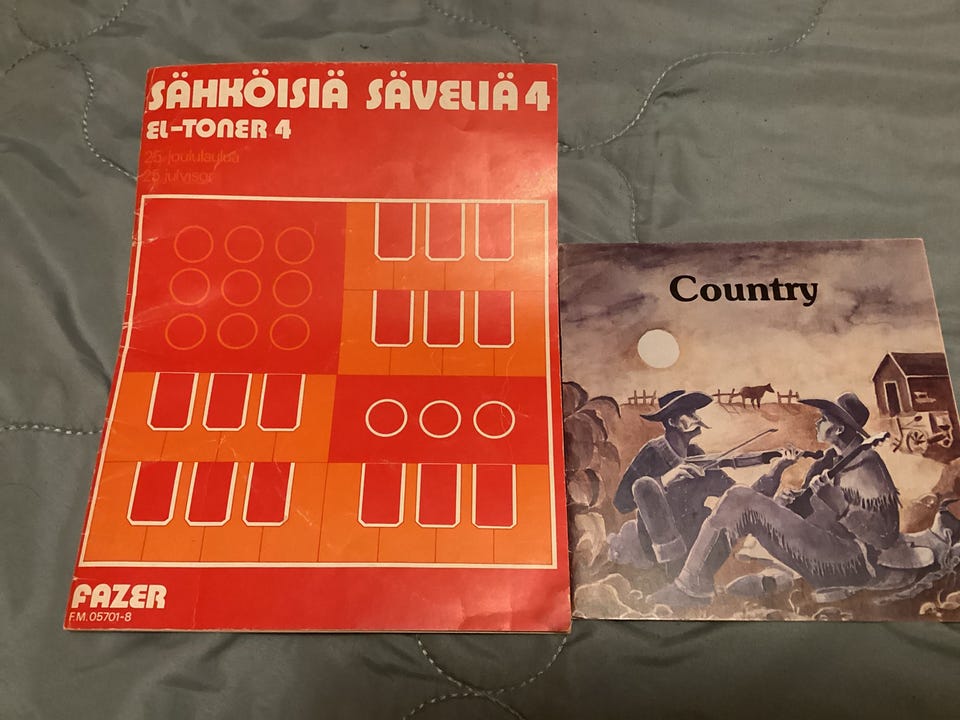 SÄHKÖISIÄ SÄVELIÄ 4
EL-TONER 4
25 joululaulua
25 julvisor
FAZER
F.M. 05701-8
Country